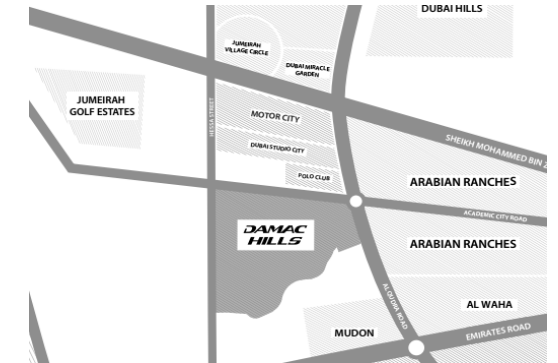 DUBAI HILLS
JUMEIRAH
VILLAGE CIRCLE
DUBAI MIRACLE
GARDEN
JUMEIRAH
GOLF ESTATES
HESSA STREET
MOTOR CITY
SHEIKH MOHAMMED BIN Z
DUBAI STUDIO CITY
POLO CLUB
ARABIAN RANCHES
ACADEMIC CITY ROAD
DAMAC
HILLS
ARABIAN RANCHES
AL QUDRA ROAD
AL WAHA
MUDON
EMIRATES ROAD